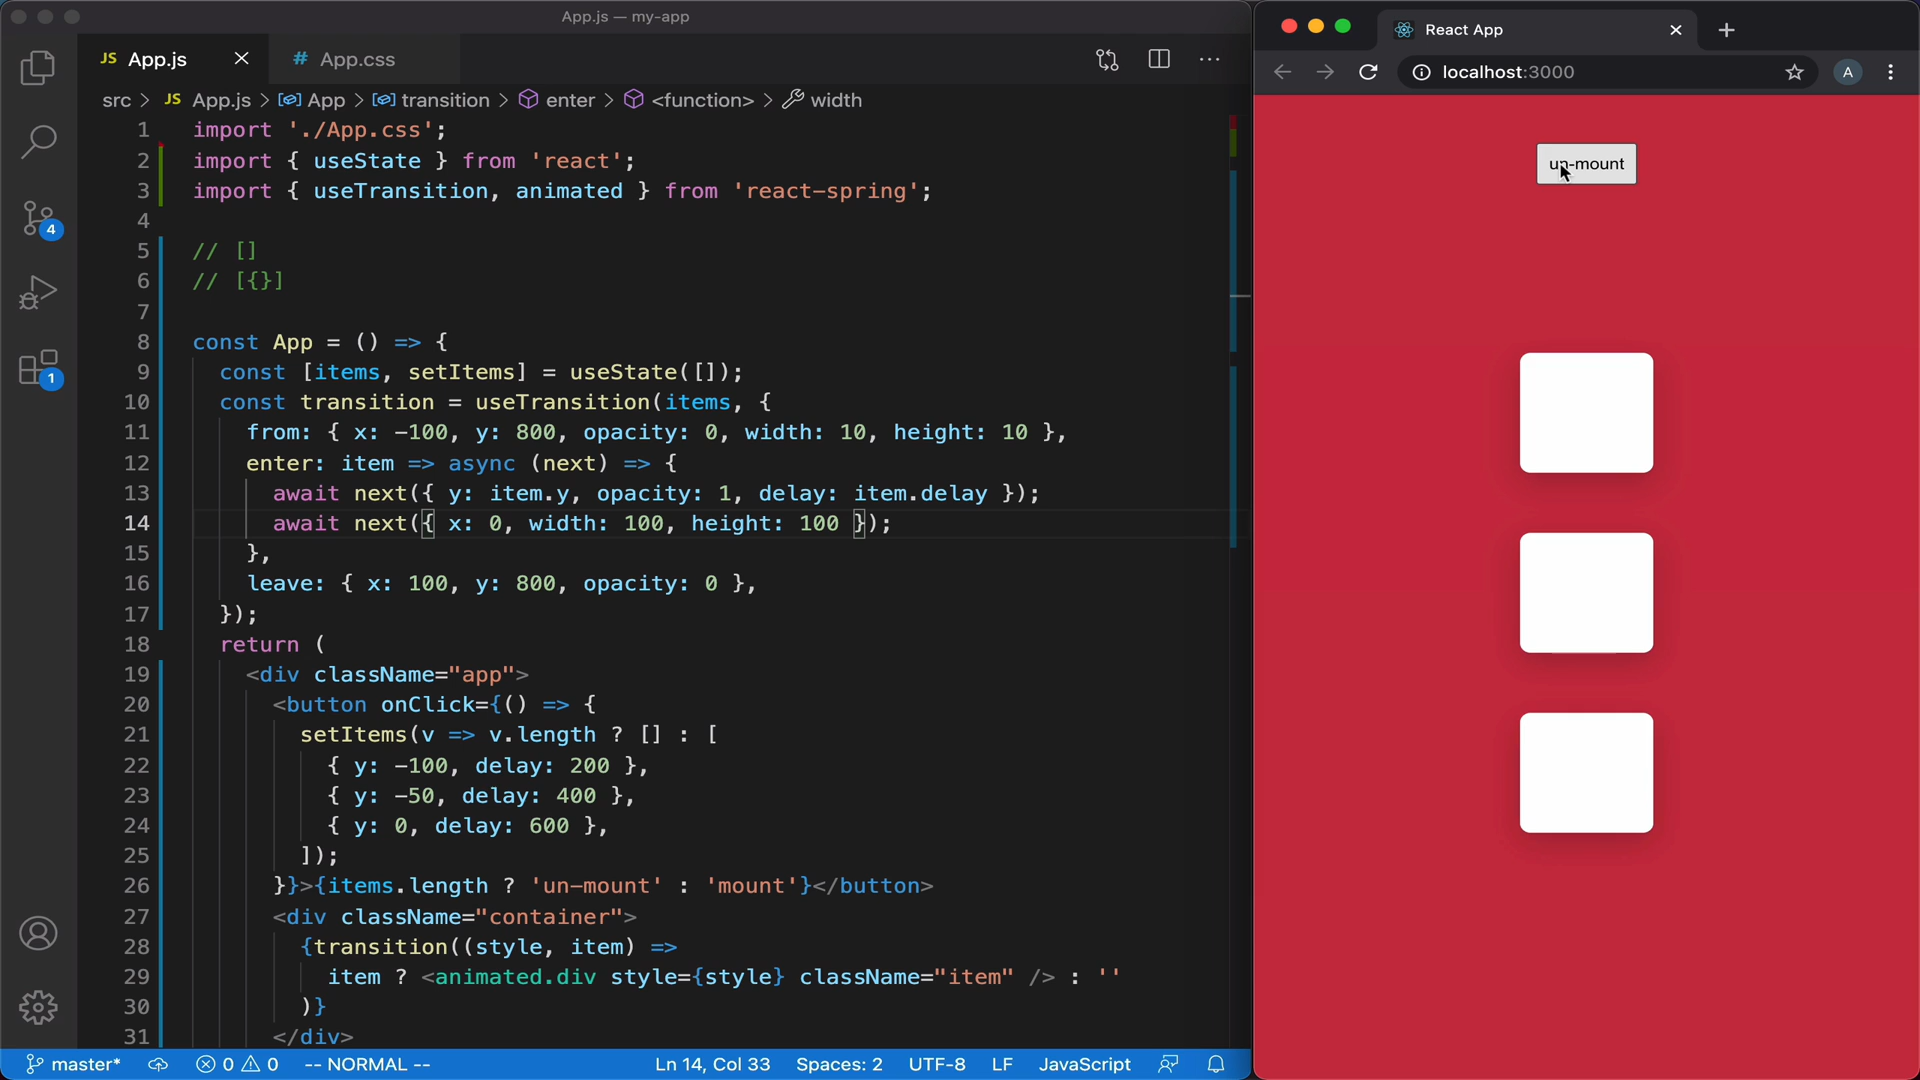 App.js — my-app
JS App.js
# App.css
src > JS App.js > App > transition > enter > <function> > width
1 import './App.css';
2 import { useState } from 'react';
3 import { useTransition, animated } from 'react-spring';
4
5 // []
6 // [{}]
7
8 const App = () => {
9 const [items, setItems] = useState([]);
10 const transition = useTransition(items, {
11 from: { x: -100, y: 800, opacity: 0, width: 10, height: 10 },
12 enter: item => async (next) => {
13 await next({ y: item.y, opacity: 1, delay: item.delay });
14 await next({ x: 0, width: 100, height: 100 });
15 },
16 leave: { x: 100, y: 800, opacity: 0 },
17 });
18 return (
19 <div className="app">
20 <button onClick={() => {
21 setItems(v => v.length ? [] : [
22 { y: -100, delay: 200 },
23 { y: -50, delay: 400 },
24 { y: 0, delay: 600 },
25 ]);
26 }}>{items.length ? 'un-mount' : 'mount'}</button>
27 <div className="container">
28 {transition((style, item) =>
29 item ? <animated.div style={style} className="item" /> : ''
30 )}
31 </div>
4
1
master* 0 0 -- NORMAL -- Ln 14, Col 33 Spaces: 2 UTF-8 LF JavaScript
React App
localhost:3000
A
un-mount